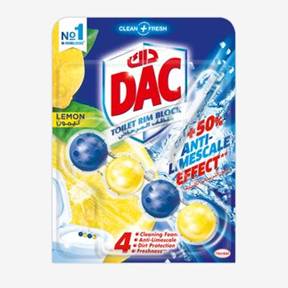 CLEAN + FRESH
Nº1
داك
DAC
LEMON
ليمون
TOILET RIM BLOCK
+50%
ANTI-
LIMESCALE
EFFECT
4
Cleaning Foam
Anti-Limescale
Dirt Protection
Freshness
Henkel